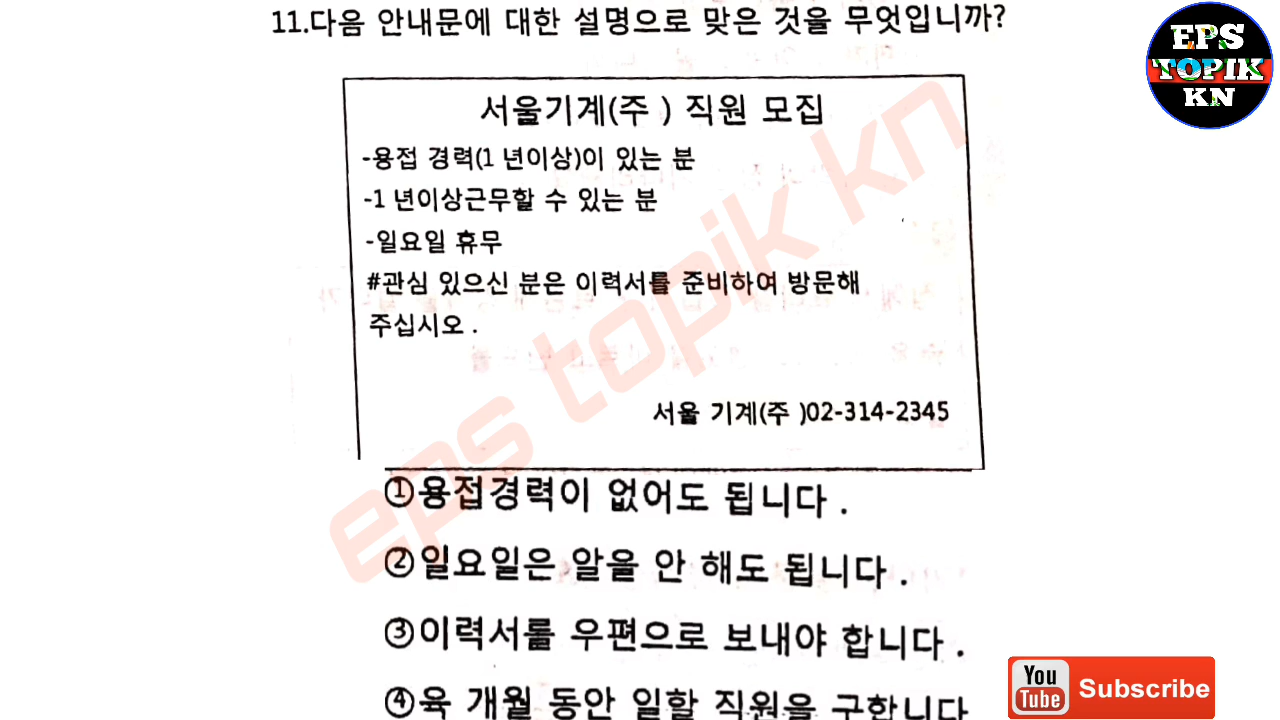 11.다음 안내문에 대한 설명으로 맞은 것을 무엇입니까?
EPS
TOPIK
KN
서울기계(주 ) 직원 모집
-용접 경력(1 년이상)이 있는 분
-1 년이상근무할 수 있는 분
-일요일 휴무
#관심 있으신 분은 이력서를 준비하여 방문해
주십시오 .
서울 기계(주 )02-314-2345
eps topik kn
①용접경력이 없어도 됩니다 .
②일요일은 알을 안 해도 됩니다 .
③이력서를 우편으로 보내야 합니다 .
④육 개월 동안 일할 직원을 구합니다
You
Tube
Subscribe